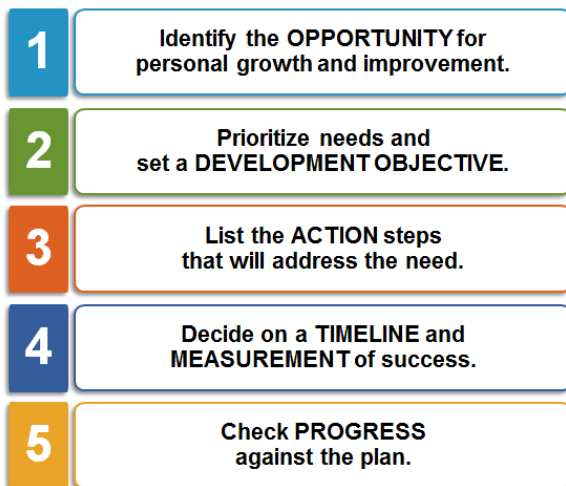 1
Identify the OPPORTUNITY for
personal growth and improvement.
2
Prioritize needs and
set a DEVELOPMENT OBJECTIVE.
3
List the ACTION steps
that will address the need.
4
Decide on a TIMELINE and
MEASUREMENT of success.
5
Check PROGRESS
against the plan.